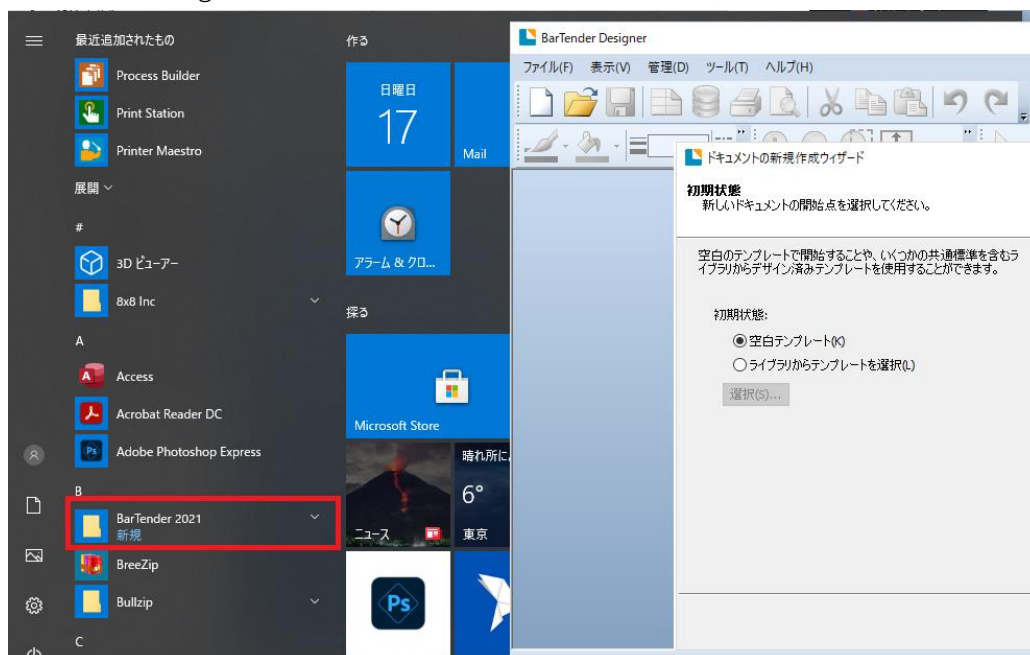 最近追加されたもの
Process Builder
Print Station
Printer Maestro
展開
#
3D ビューアー
8x8 Inc
A
Access
Acrobat Reader DC
Adobe Photoshop Express
B
BarTender 2021
新規
BreeZip
Bullzip
C
作る
日曜日
17
Mail
アラーム & クロ...
探る
Microsoft Store
ニュース
晴れ所に
6°
東京
Ps
BarTender Designer
ファイル(F) 表示(V) 管理(D) ツール(T) ヘルプ(H)
ドキュメントの新規作成ウィザード
初期状態
新しいドキュメントの開始点を選択してください。
空白のテンプレートで開始することや、いくつかの共通標準を含むラ
イブラリからデザイン済みテンプレートを使用することができます。
初期状態:
空白テンプレート(K)
ライブラリからテンプレートを選択(L)
選択(S)...